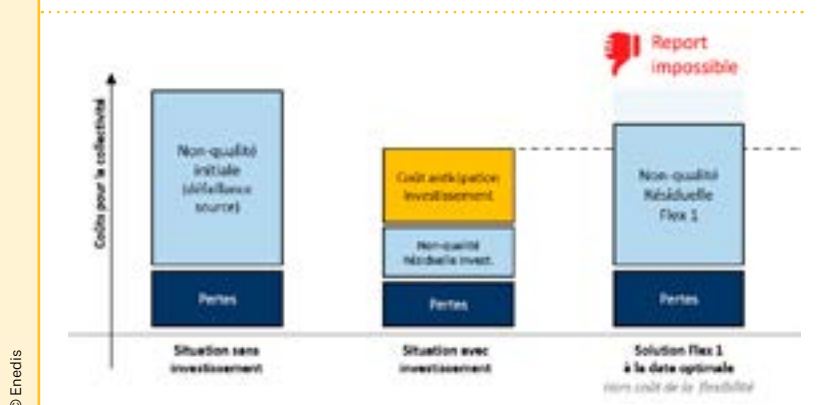 Report
impossible
Coûts pour la collectivité
Non-qualité
initiale
(défaillance
source)
Pertes
Coût anticipation
Investissement
Non-qualité
Résiduelle Invest.
Pertes
Non-qualité
Résiduelle
Flex 1
Pertes
Situation sans
investissement
Situation avec
investissement
Solution Flex 1
à la date optimale
hors coût de la flexibilité
© Enedis